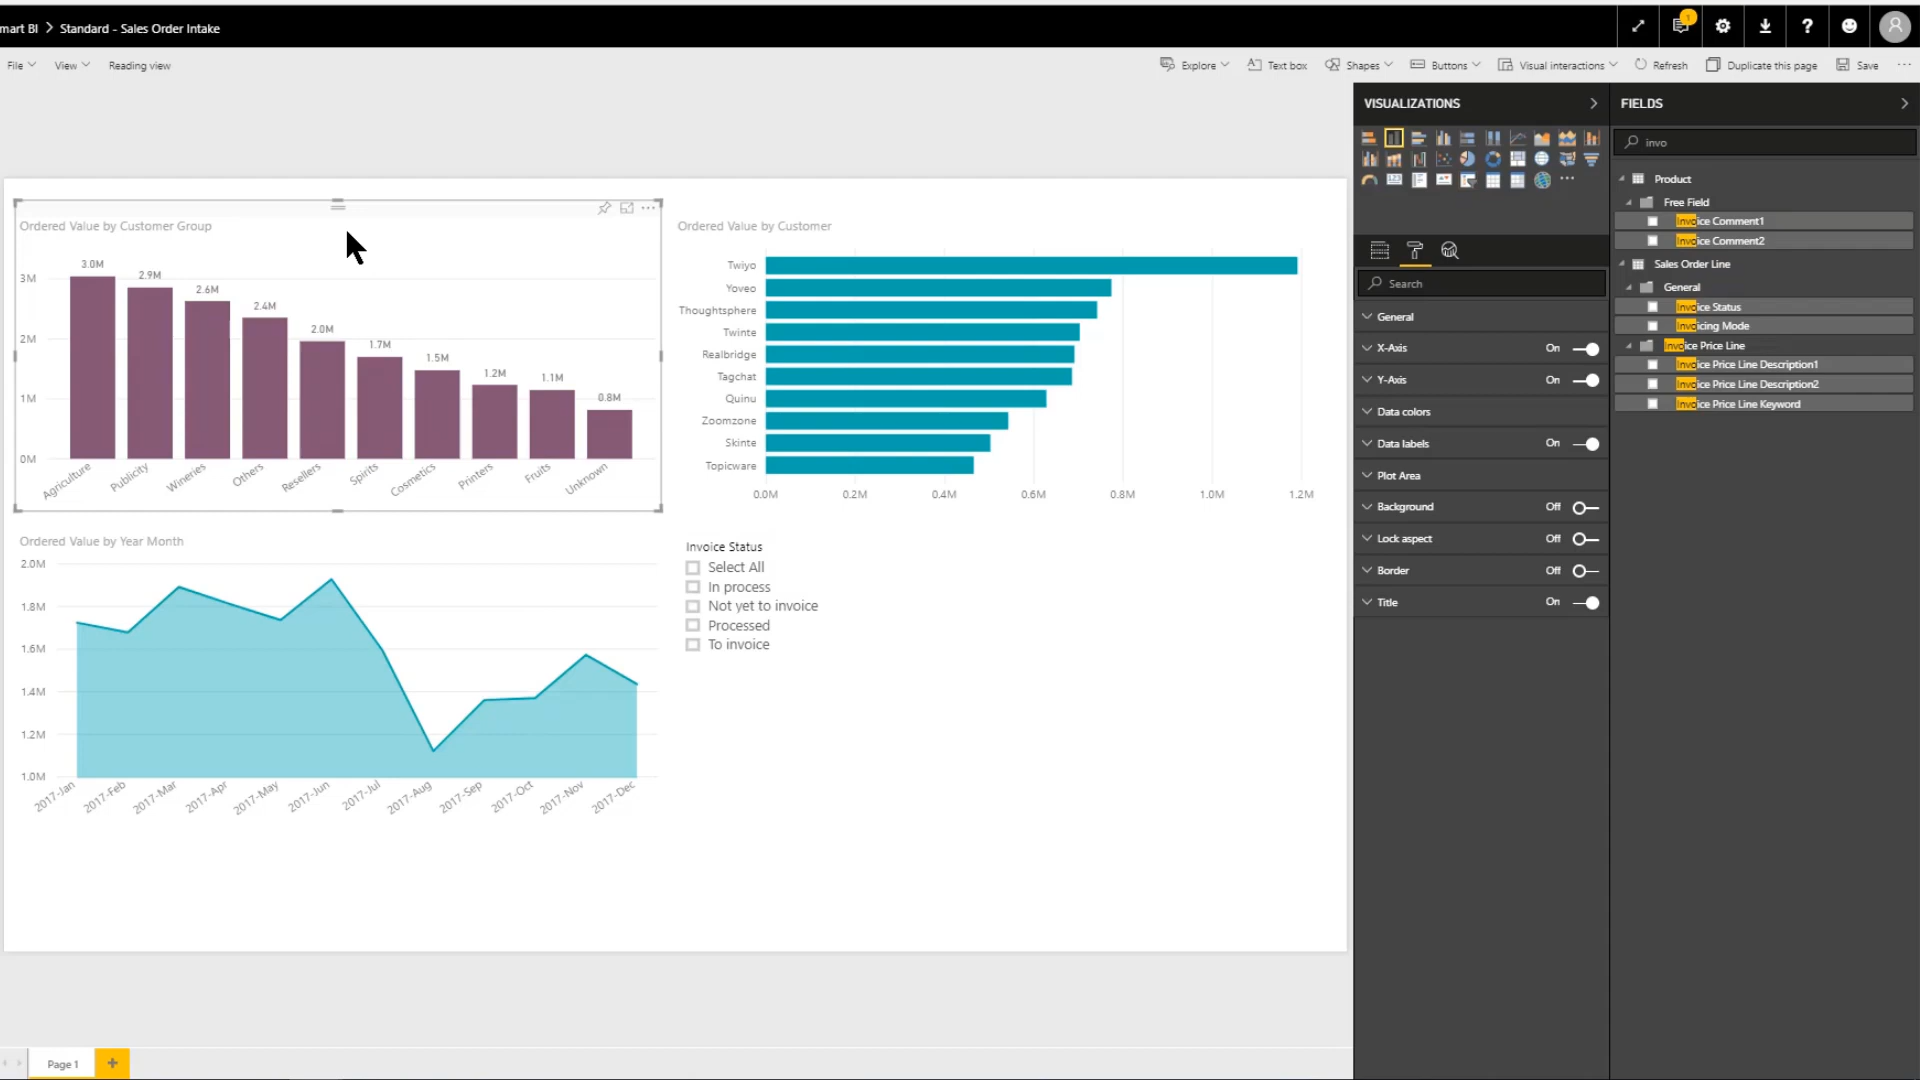 mart BI > Standard - Sales Order Intake
1
File View Reading view
Explore Text box Shapes Buttons Visual interactions Refresh Duplicate this page Save
Ordered Value by Customer Group
3.0M
2.9M
2.6M
2.4M
2.0M
1.7M
1.5M
1.2M
1.1M
0.8M
3M
2M
1M
0M
Agriculture Publicity Wineries Others Resellers Spirits Cosmetics Printers Fruits Unknown
Ordered Value by Customer
Twiyo
Yoveo
Thoughtsphere
Twinte
Realbridge
Tagchat
Quinu
Zoomzone
Skinte
Topicware
0.0M 0.2M 0.4M 0.6M 0.8M 1.0M 1.2M
Ordered Value by Year Month
2.0M
1.8M
1.6M
1.4M
1.2M
1.0M
2017-Jan 2017-Feb 2017-Mar 2017-Apr 2017-May 2017-Jun 2017-Jul 2017-Aug 2017-Sep 2017-Oct 2017-Nov 2017-Dec
Invoice Status
Select All
In process
Not yet to invoice
Processed
To invoice
Page 1
VISUALIZATIONS
Search
General
X-Axis On
Y-Axis On
Data colors
Data labels On
Plot Area
Background Off
Lock aspect Off
Border Off
Title On
FIELDS
invo
Product
Free Field
Invoice Comment1
Invoice Comment2
Sales Order Line
General
Invoice Status
Invoicing Mode
Invoice Price Line
Invoice Price Line Description1
Invoice Price Line Description2
Invoice Price Line Keyword